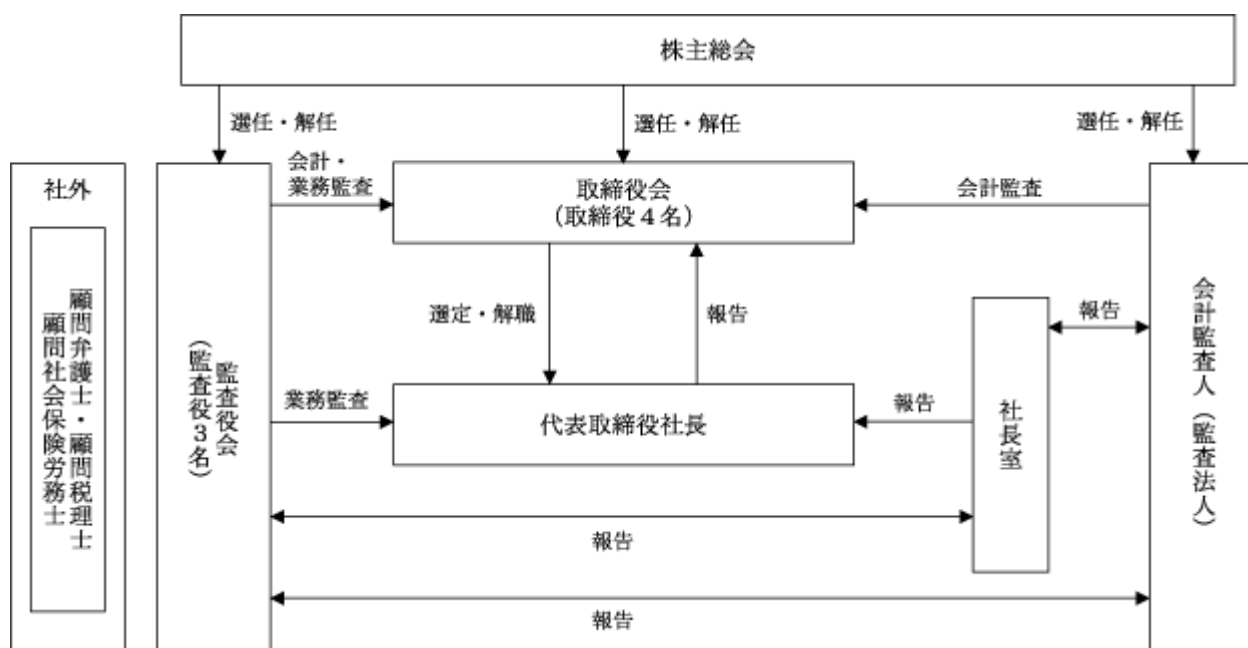 株主総会
選任・解任
選任・解任
選任・解任
社外
顧問弁護士・顧問税理士
顧問社会保険労務士
監査役会
(監査役3名)
会計・
業務監査
取締役会
(取締役4名)
会計監査
会計監査人(監査法人)
選定・解職
報告
報告
業務監査
代表取締役社長
報告
社長室
報告
報告